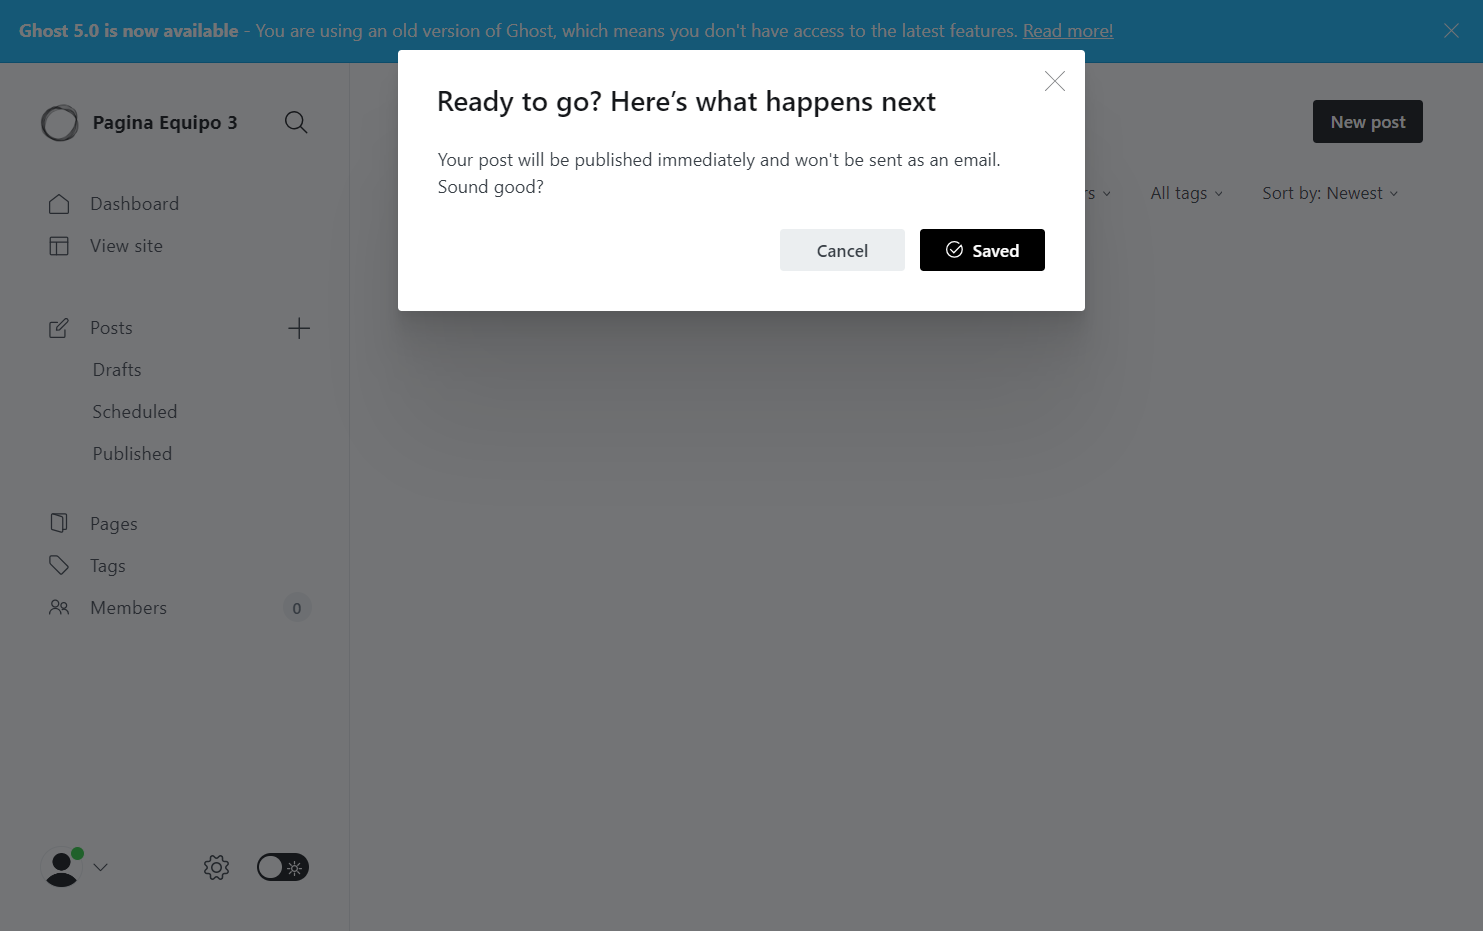 Ghost 5.0 is now available - You are using an old version of Ghost, which means you don't have access to the latest features. Read more!
Ready to go? Here’s what happens next
Your post will be published immediately and won't be sent as an email.
Sound good?
Cancel
Saved
Pagina Equipo 3
New post
All tags
Sort by: Newest
Dashboard
View site
Posts
Drafts
Scheduled
Published
Pages
Tags
Members
0